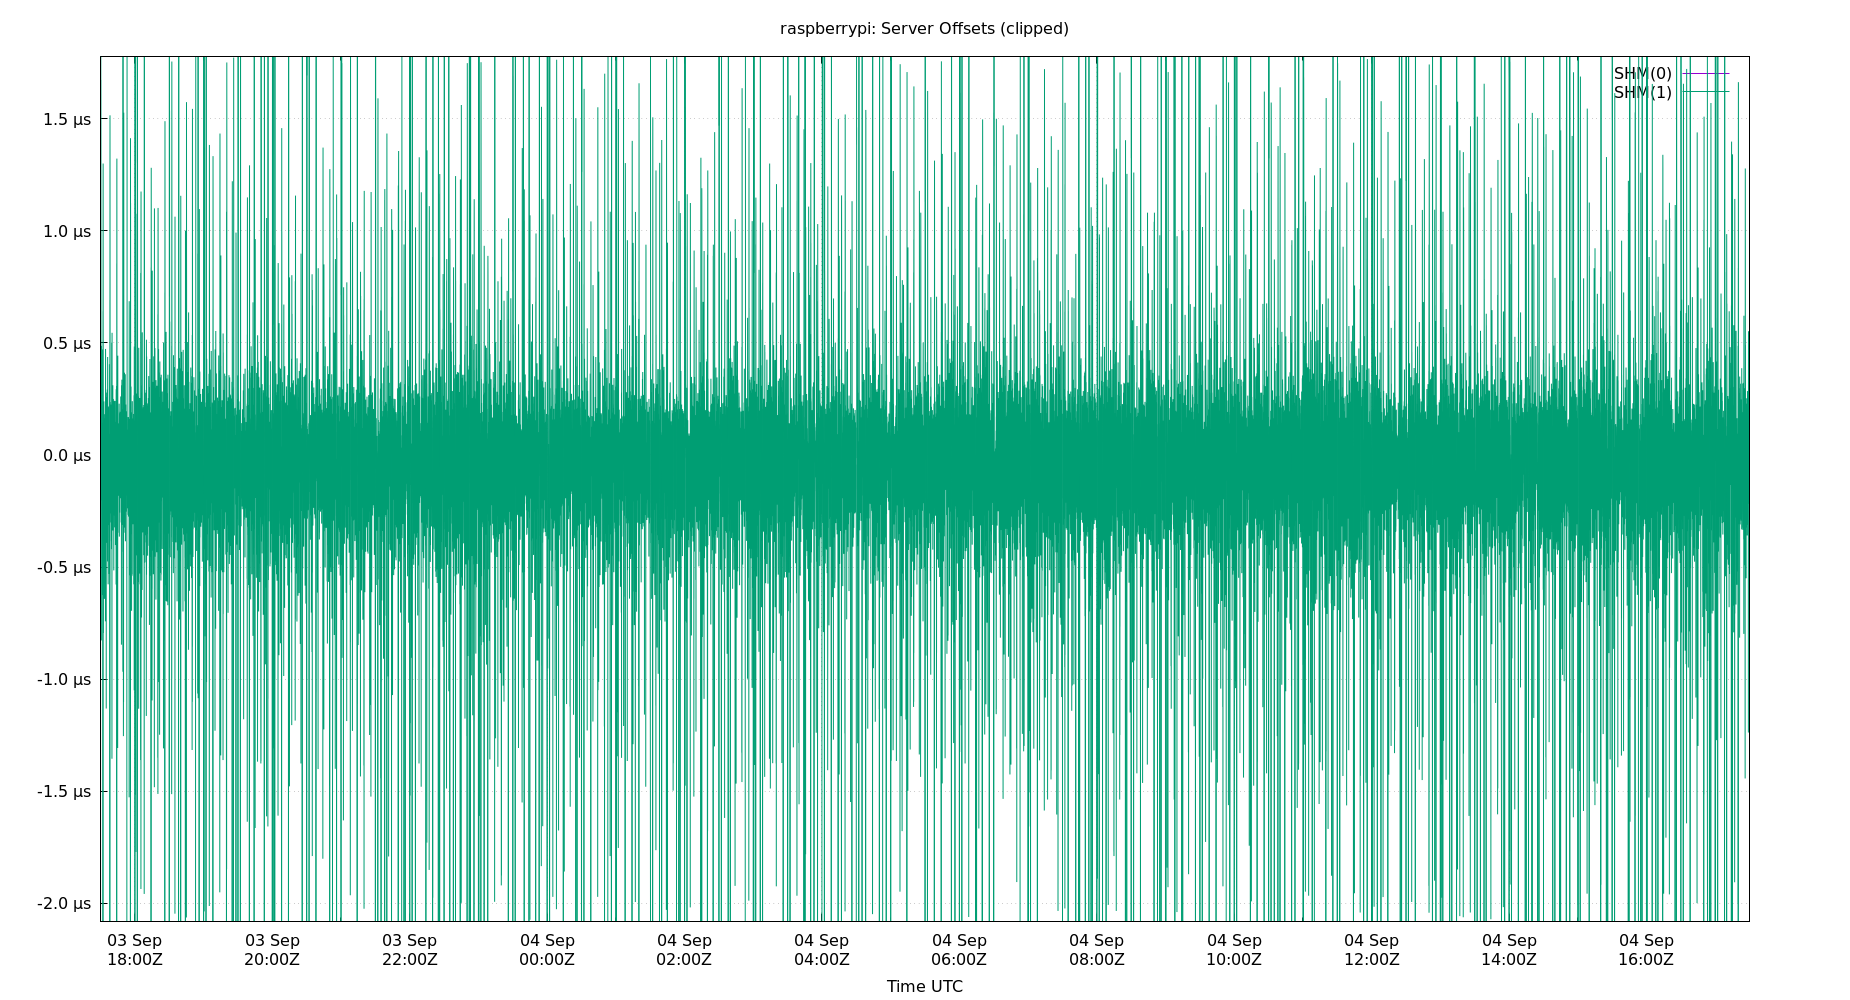 raspberrypi: Server Offsets (clipped)
SHM(0)
SHM(1)
1.5 µs
1.0 µs
0.5 µs
0.0 µs
-0.5 µs
-1.0 µs
-1.5 µs
-2.0 µs
03 Sep 03 Sep 03 Sep 04 Sep 04 Sep 04 Sep 04 Sep 04 Sep 04 Sep 04 Sep 04 Sep 04 Sep
18:00Z 20:00Z 22:00Z 00:00Z 02:00Z 04:00Z 06:00Z 08:00Z 10:00Z 12:00Z 14:00Z 16:00Z
Time UTC